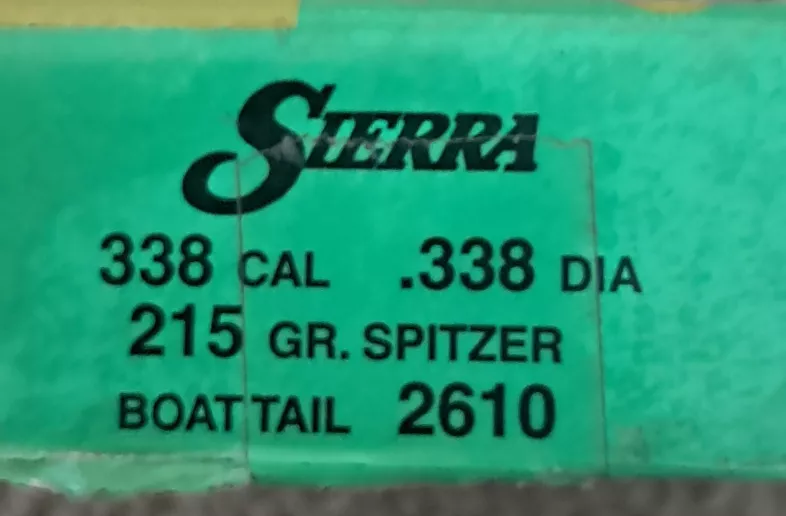 SIERRA
338 CAL .338 DIA
215 GR. SPITZER
BOAT TAIL 2610